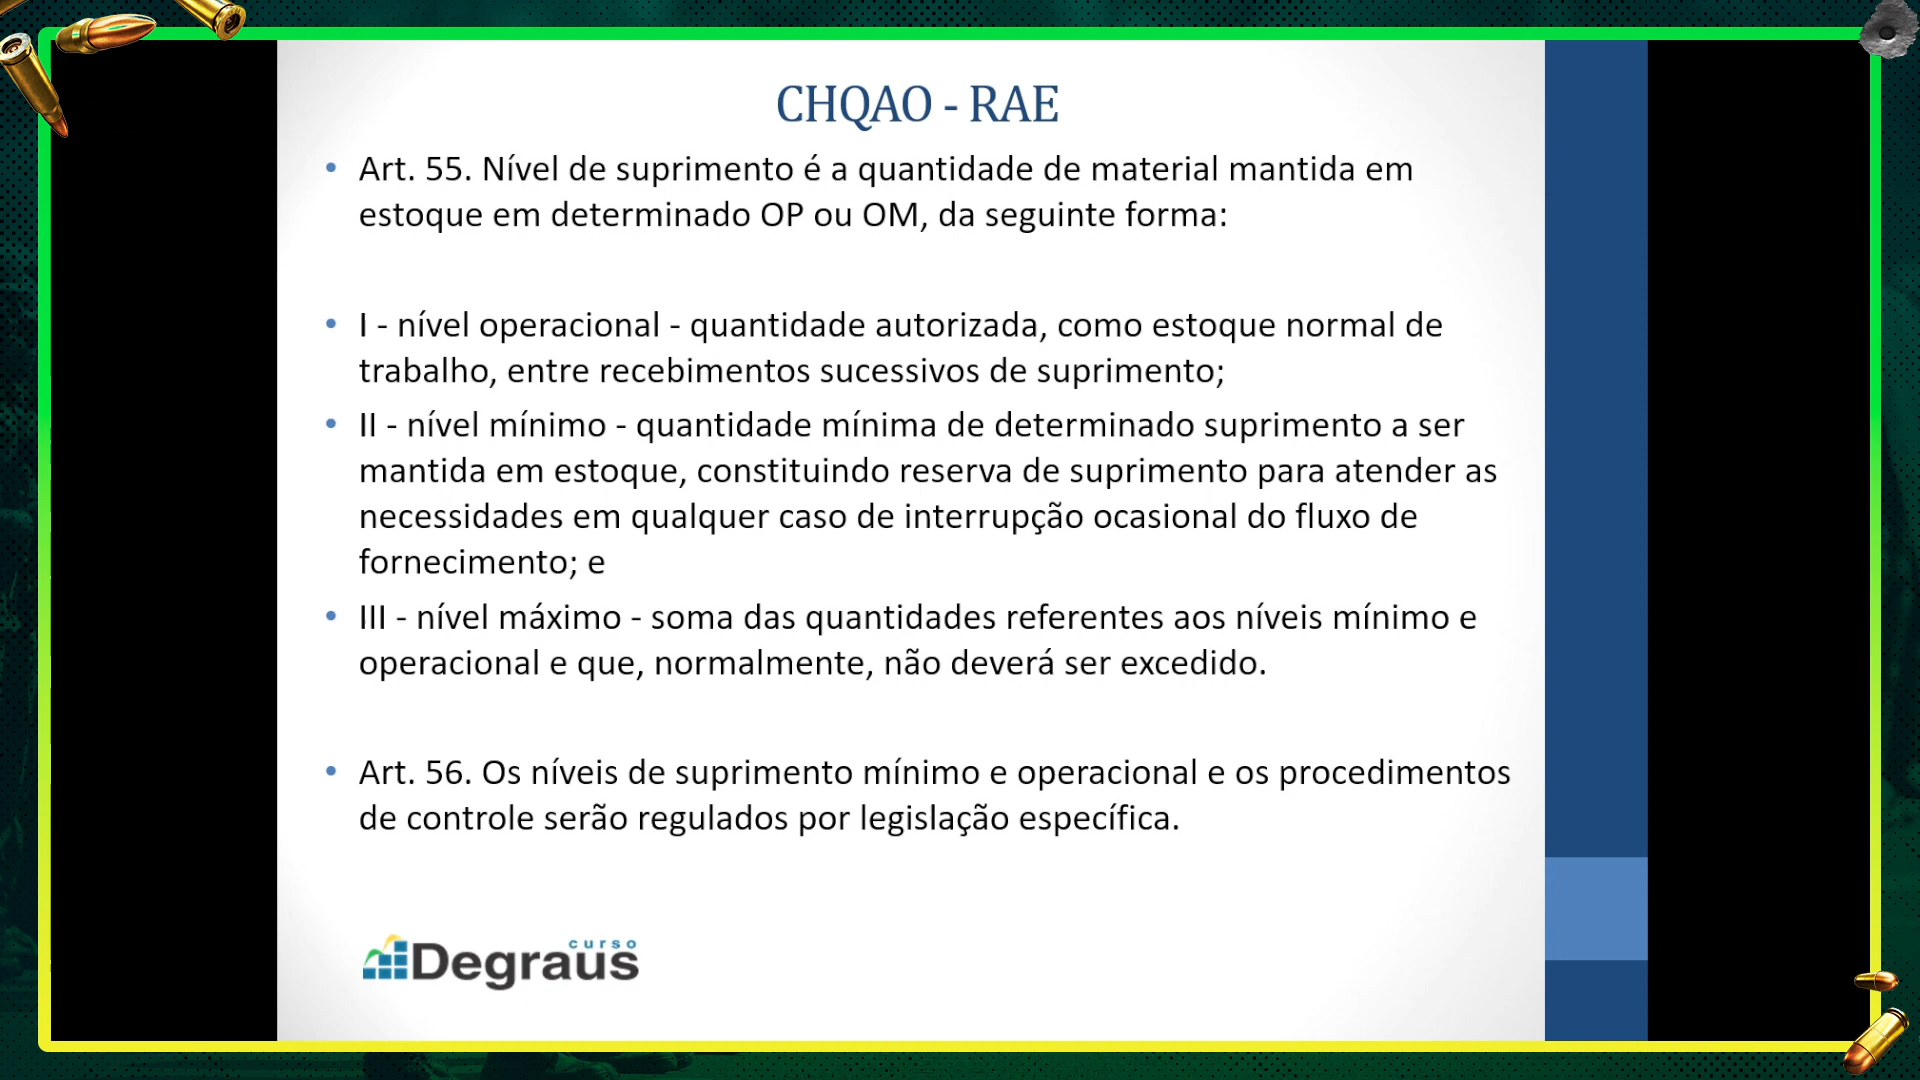 CHQAO - RAE
• Art. 55. Nível de suprimento é a quantidade de material mantida em
estoque em determinado OP ou OM, da seguinte forma:
• I - nível operacional - quantidade autorizada, como estoque normal de
trabalho, entre recebimentos sucessivos de suprimento;
• II - nível mínimo - quantidade mínima de determinado suprimento a ser
mantida em estoque, constituindo reserva de suprimento para atender as
necessidades em qualquer caso de interrupção ocasional do fluxo de
fornecimento; e
• III - nível máximo - soma das quantidades referentes aos níveis mínimo e
operacional e que, normalmente, não deverá ser excedido.
• Art. 56. Os níveis de suprimento mínimo e operacional e os procedimentos
de controle serão regulados por legislação específica.
curso
Degraus